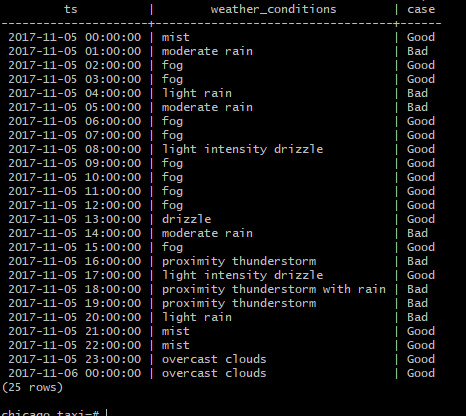 ts | weather_conditions | case
---------------------+-------------------------------+------
2017-11-05 00:00:00 | mist | Good
2017-11-05 01:00:00 | moderate rain | Bad
2017-11-05 02:00:00 | fog | Good
2017-11-05 03:00:00 | fog | Good
2017-11-05 04:00:00 | light rain | Bad
2017-11-05 05:00:00 | moderate rain | Bad
2017-11-05 06:00:00 | fog | Good
2017-11-05 07:00:00 | fog | Good
2017-11-05 08:00:00 | light intensity drizzle | Good
2017-11-05 09:00:00 | fog | Good
2017-11-05 10:00:00 | fog | Good
2017-11-05 11:00:00 | fog | Good
2017-11-05 12:00:00 | fog | Good
2017-11-05 13:00:00 | drizzle | Good
2017-11-05 14:00:00 | moderate rain | Bad
2017-11-05 15:00:00 | fog | Good
2017-11-05 16:00:00 | proximity thunderstorm | Bad
2017-11-05 17:00:00 | light intensity drizzle | Good
2017-11-05 18:00:00 | proximity thunderstorm with rain | Bad
2017-11-05 19:00:00 | proximity thunderstorm | Bad
2017-11-05 20:00:00 | light rain | Bad
2017-11-05 21:00:00 | mist | Good
2017-11-05 22:00:00 | mist | Good
2017-11-05 23:00:00 | overcast clouds | Good
2017-11-06 00:00:00 | overcast clouds | Good
(25 rows)
chicago_taxi=#